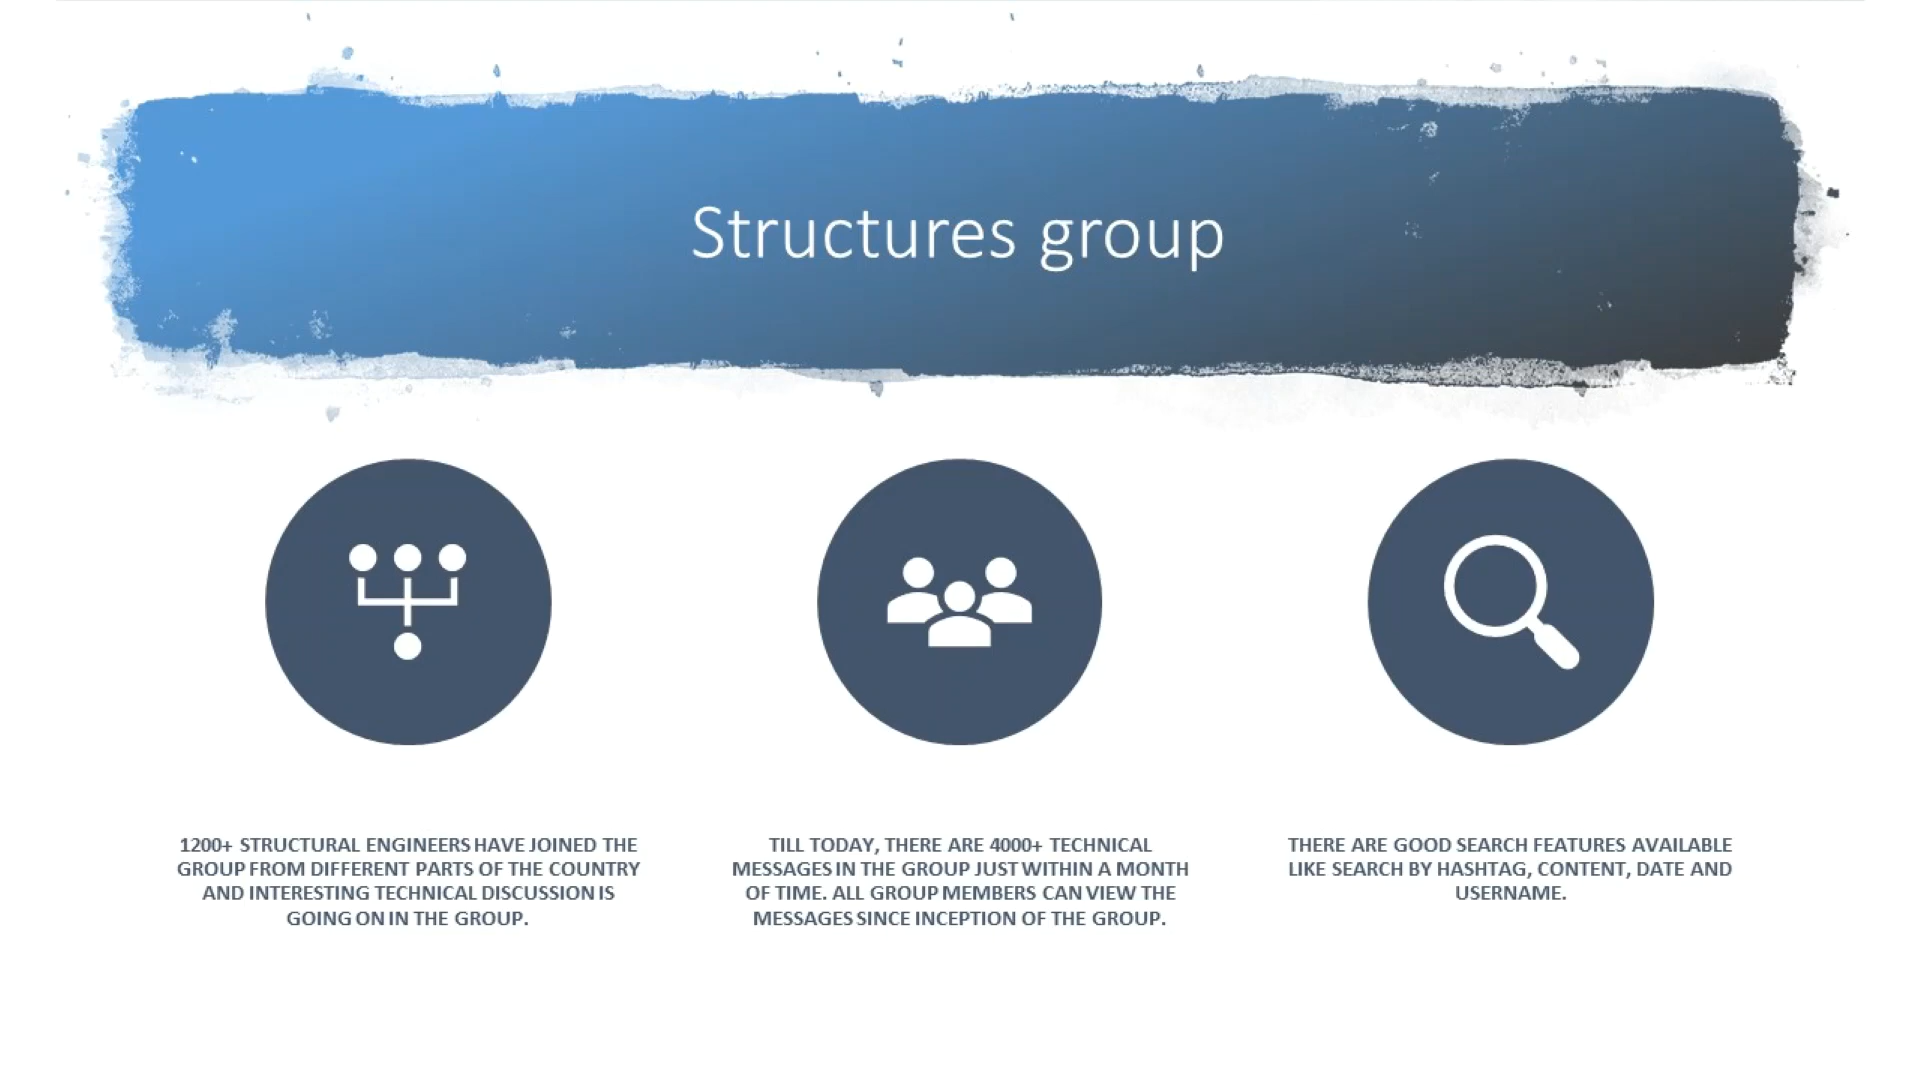 Structures group
1200+ STRUCTURAL ENGINEERS HAVE JOINED THE
GROUP FROM DIFFERENT PARTS OF THE COUNTRY
AND INTERESTING TECHNICAL DISCUSSION IS
GOING ON IN THE GROUP.
TILL TODAY, THERE ARE 4000+ TECHNICAL
MESSAGES IN THE GROUP JUST WITHIN A MONTH
OF TIME. ALL GROUP MEMBERS CAN VIEW THE
MESSAGES SINCE INCEPTION OF THE GROUP.
THERE ARE GOOD SEARCH FEATURES AVAILABLE
LIKE SEARCH BY HASHTAG, CONTENT, DATE AND
USERNAME.